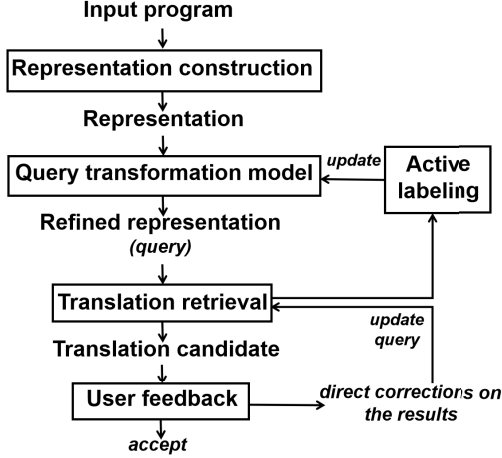 Input program
Representation construction
Representation
Query transformation model
update
Active
labeling
Refined representation
(query)
Translation retrieval
update
query
Translation candidate
User feedback
direct corrections on
the results
accept